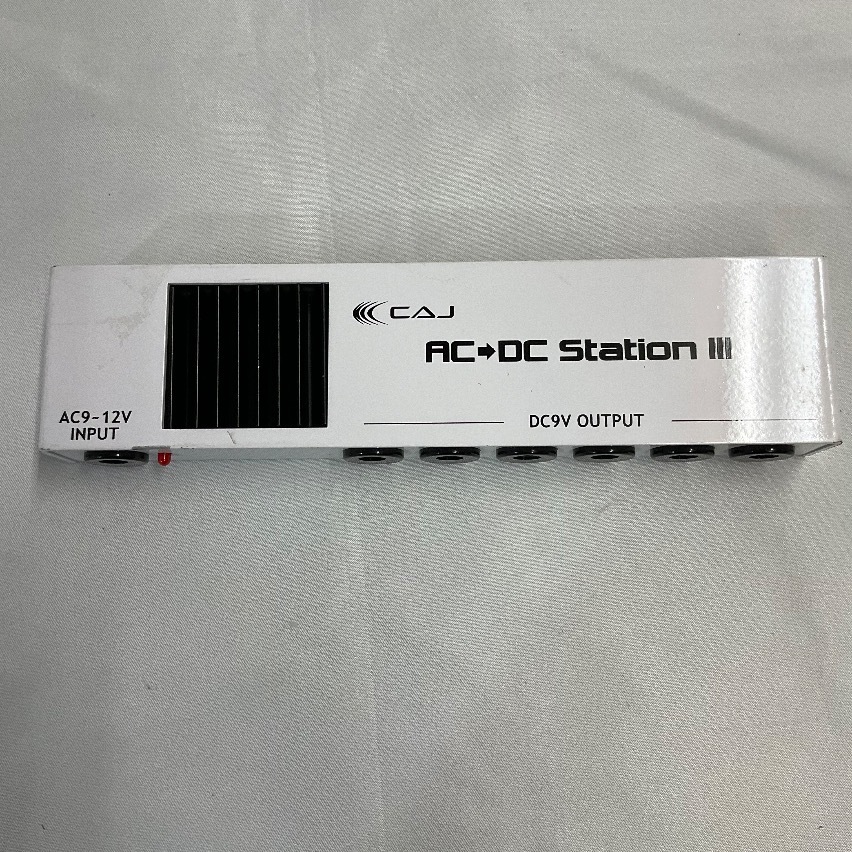 CAJ
AC➔DC Station III
AC9~12V
INPUT
DC9V OUTPUT